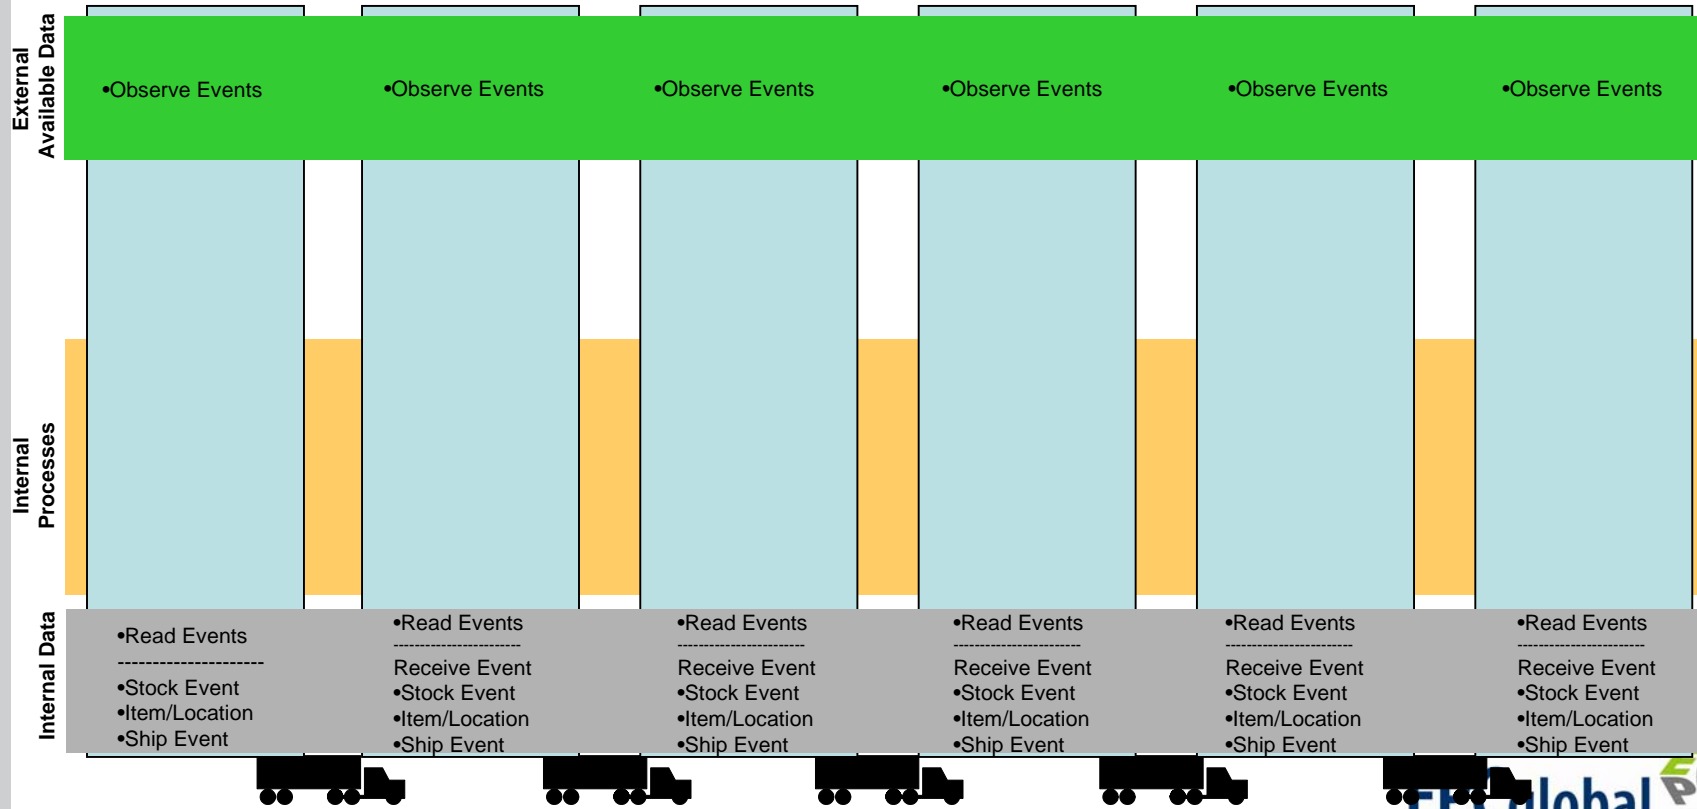 External
Available Data
•Observe Events
•Observe Events
•Observe Events
•Observe Events
•Observe Events
•Observe Events
Internal
Processes
Internal Data
•Read Events
----------------------
•Stock Event
•Item/Location
•Ship Event
•Read Events
------------------------
Receive Event
•Stock Event
•Item/Location
•Ship Event
•Read Events
------------------------
Receive Event
•Stock Event
•Item/Location
•Ship Event
•Read Events
------------------------
Receive Event
•Stock Event
•Item/Location
•Ship Event
•Read Events
------------------------
Receive Event
•Stock Event
•Item/Location
•Ship Event
•Read Events
------------------------
Receive Event
•Stock Event
•Item/Location
•Ship Event